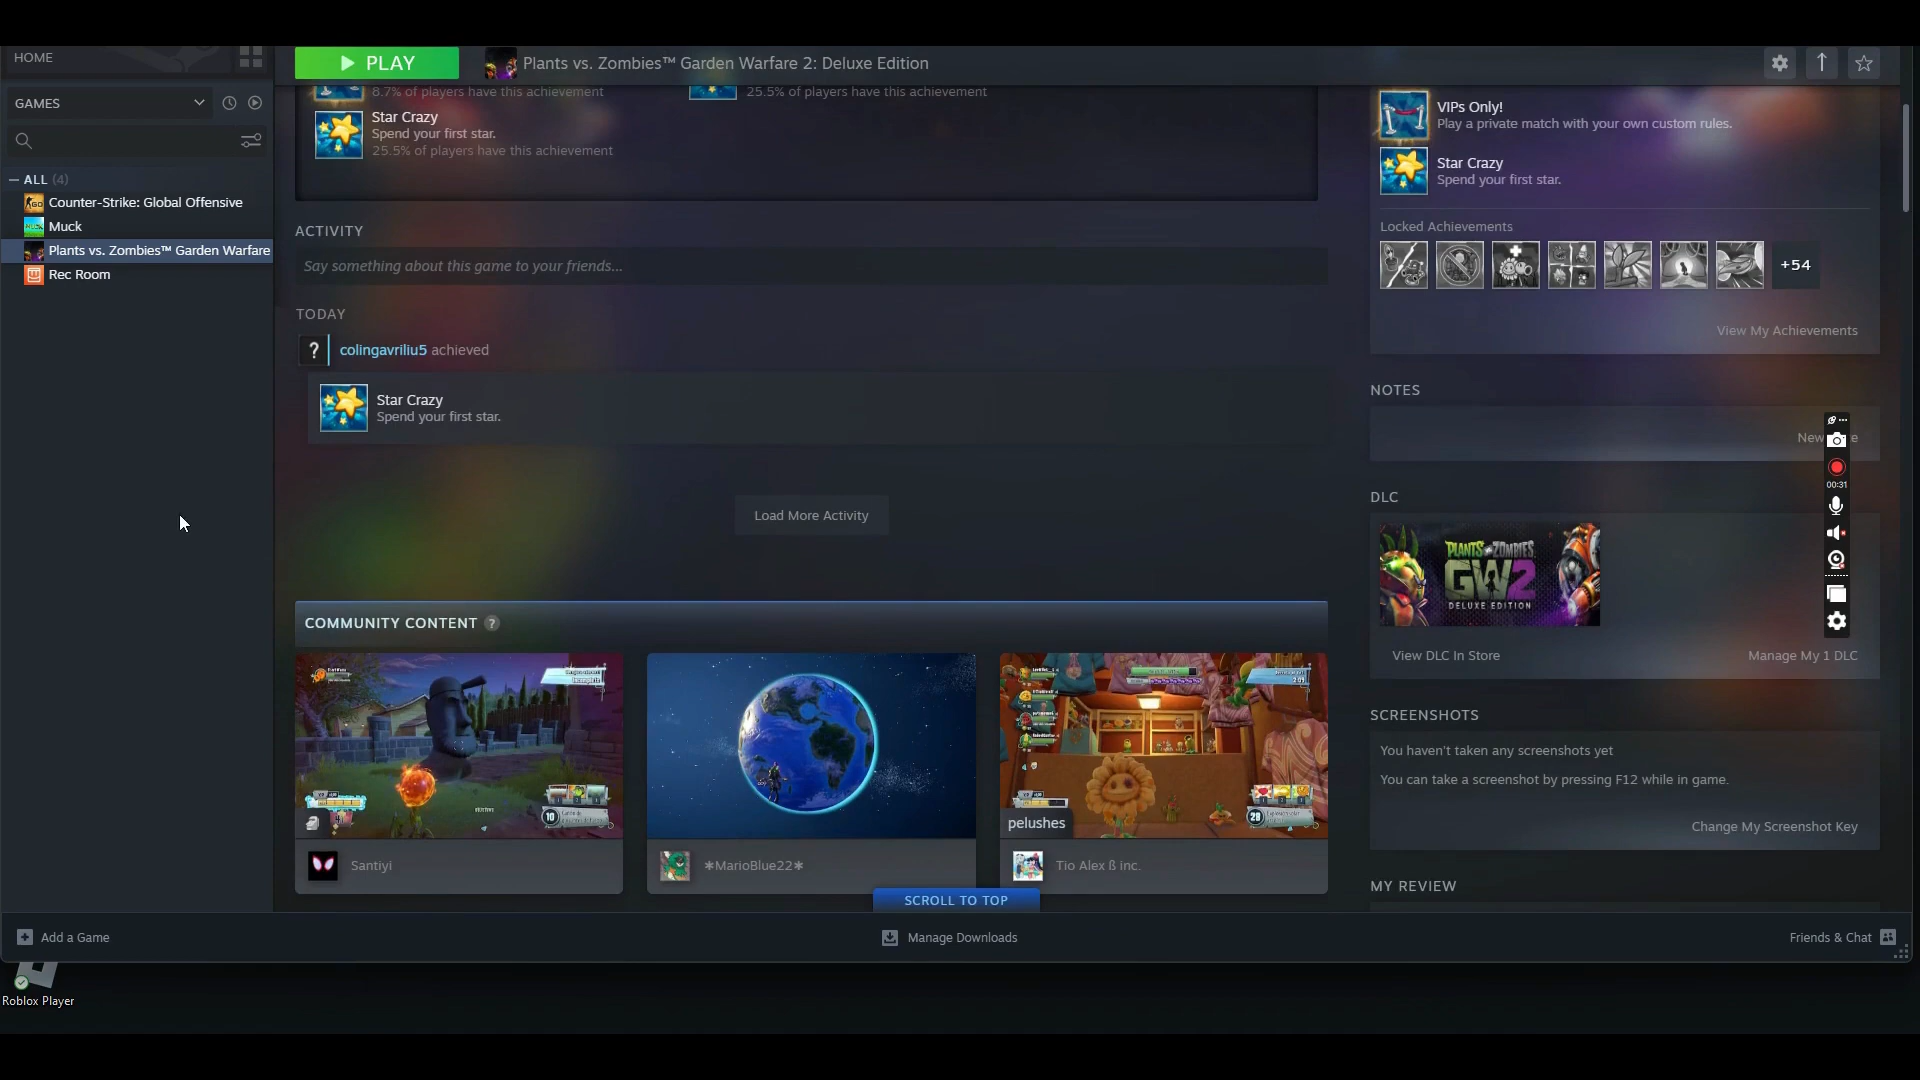 HOME
PLAY
Plants vs. Zombies™ Garden Warfare 2: Deluxe Edition
GAMES
8.7% of players have this achievement
25.5% of players have this achievement
Star Crazy
Spend your first star.
25.5% of players have this achievement
VIPs Only!
Play a private match with your own custom rules.
Star Crazy
Spend your first star.
— ALL (4)
Counter-Strike: Global Offensive
Muck
Plants vs. Zombies™ Garden Warfare
Rec Room
ACTIVITY
Say something about this game to your friends...
Locked Achievements
+54
View My Achievements
TODAY
? colingavriliu5 achieved
Star Crazy
Spend your first star.
Load More Activity
NOTES
New
e
00:31
DLC
PLANTS vs ZOMBIES
GW2
DELUXE EDITION
View DLC In Store
Manage My 1 DLC
COMMUNITY CONTENT ?
10
28
pelushes
Santiyi
∗MarioBlue22∗
Tio Alex ß inc.
SCREENSHOTS
You haven't taken any screenshots yet
You can take a screenshot by pressing F12 while in game.
Change My Screenshot Key
MY REVIEW
SCROLL TO TOP
Add a Game
Manage Downloads
Friends & Chat
Roblox Player